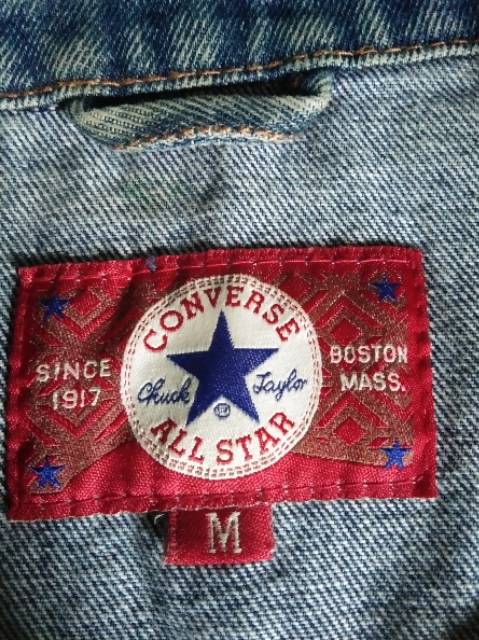 CONVERSE
SINCE
1917
Chuck Taylor
BOSTON
MASS.
ALL STAR
M